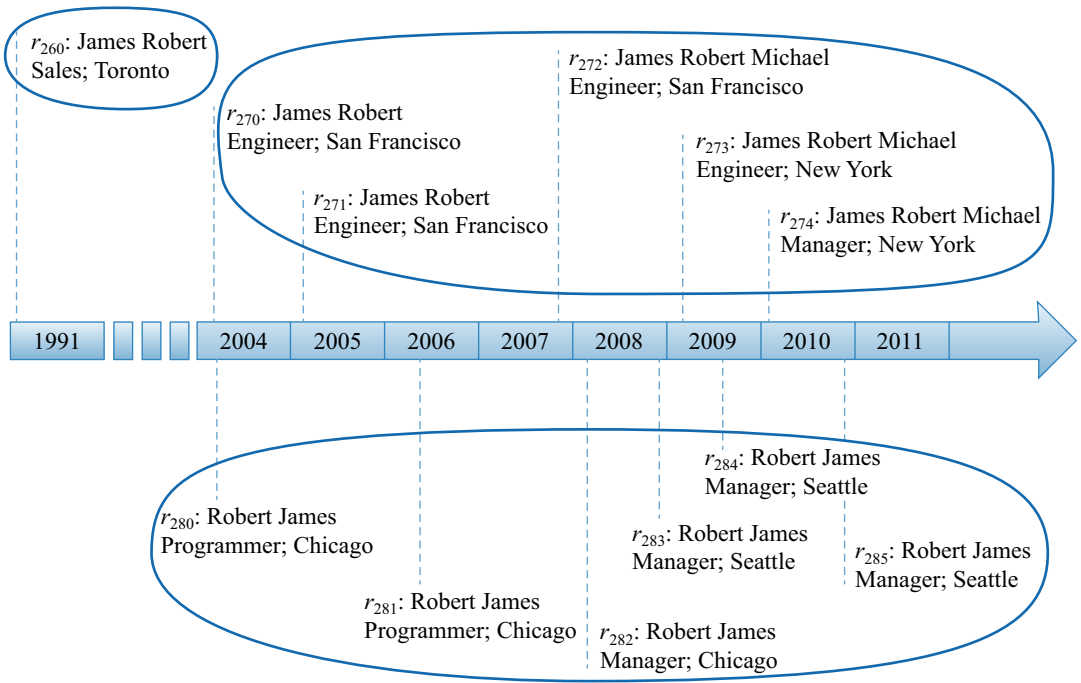 r260: James Robert
Sales; Toronto
r270: James Robert
Engineer; San Francisco
r271: James Robert
Engineer; San Francisco
r272: James Robert Michael
Engineer; San Francisco
r273: James Robert Michael
Engineer; New York
r274: James Robert Michael
Manager; New York
1991 2004 2005 2006 2007 2008 2009 2010 2011
r280: Robert James
Programmer; Chicago
r281: Robert James
Programmer; Chicago
r282: Robert James
Manager; Chicago
r283: Robert James
Manager; Seattle
r284: Robert James
Manager; Seattle
r285: Robert James
Manager; Seattle